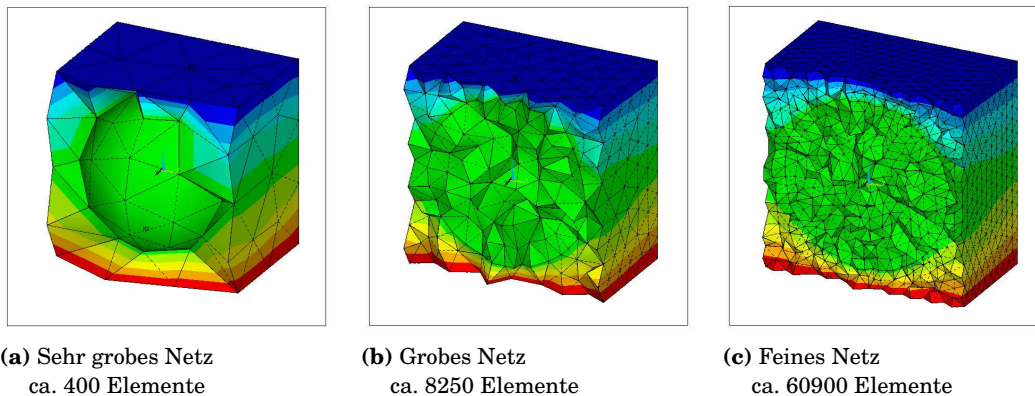 (a) Sehr grobes Netz
ca. 400 Elemente
(b) Grobes Netz
ca. 8250 Elemente
(c) Feines Netz
ca. 60900 Elemente